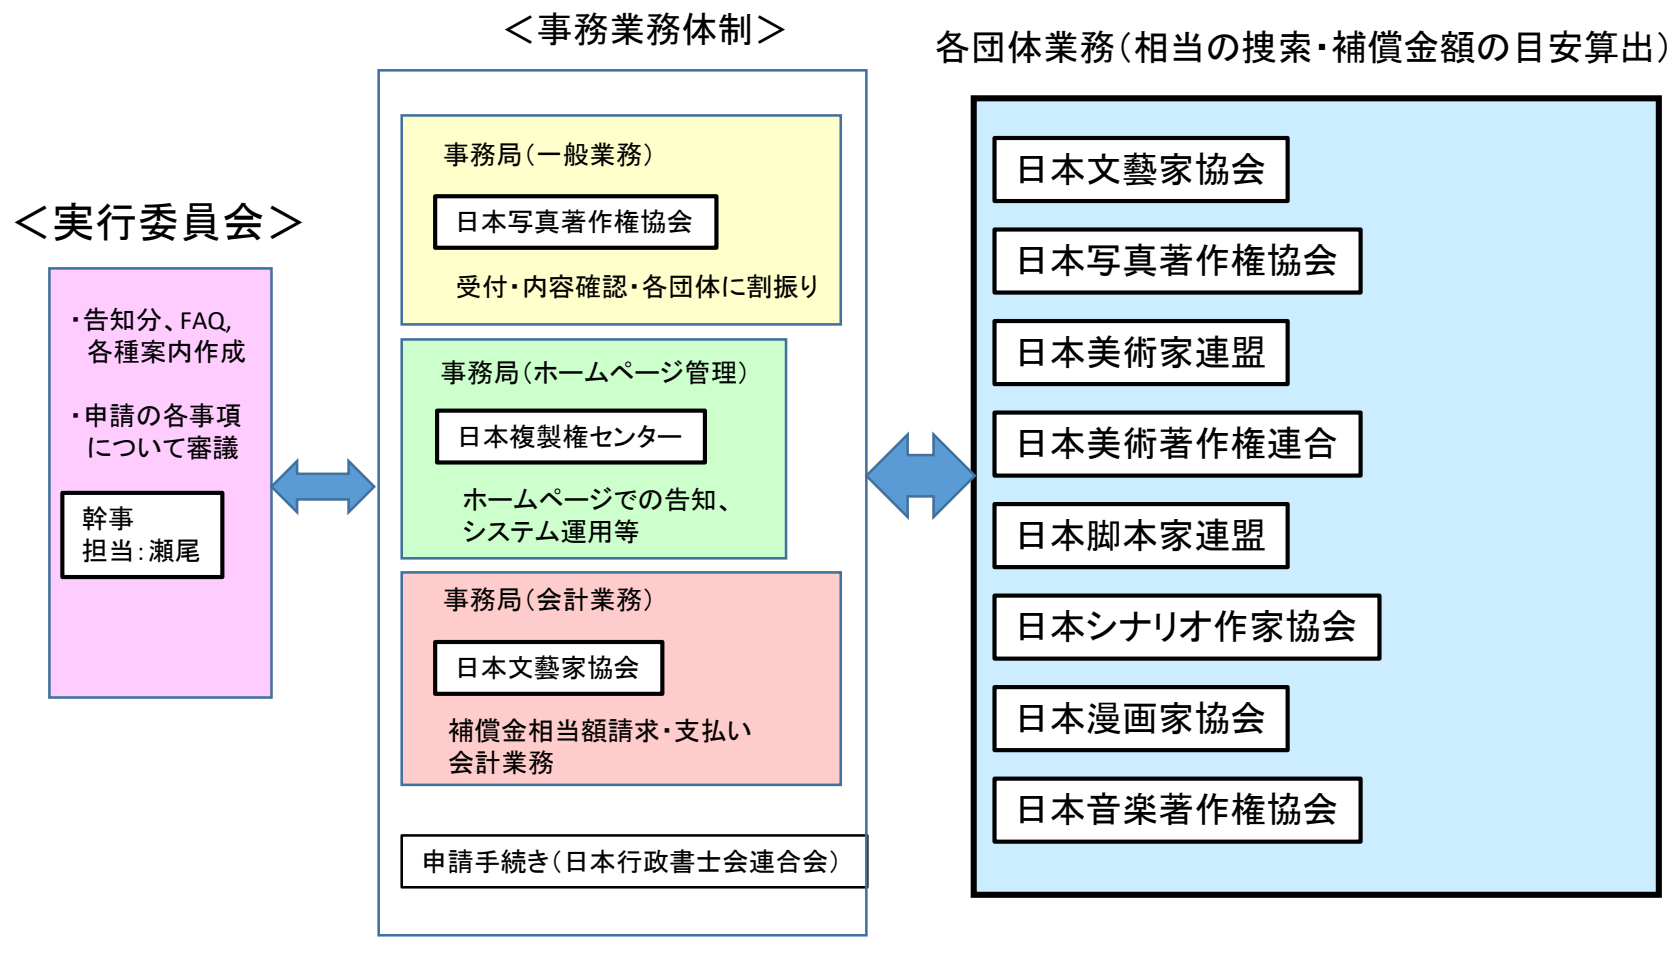 ＜実行委員会＞
・告知分、FAQ,
各種案内作成
・申請の各事項
について審議
幹事
担当：瀬尾
＜事務業務体制＞
事務局（一般業務）
日本写真著作権協会
受付・内容確認・各団体に割振り
事務局（ホームページ管理）
日本複製権センター
ホームページでの告知、
システム運用等
事務局（会計業務）
日本文藝家協会
補償金相当額請求・支払い
会計業務
申請手続き（日本行政書士会連合会）
各団体業務（相当の捜索・補償金額の目安算出）
日本文藝家協会
日本写真著作権協会
日本美術家連盟
日本美術著作権連合
日本脚本家連盟
日本シナリオ作家協会
日本漫画家協会
日本音楽著作権協会